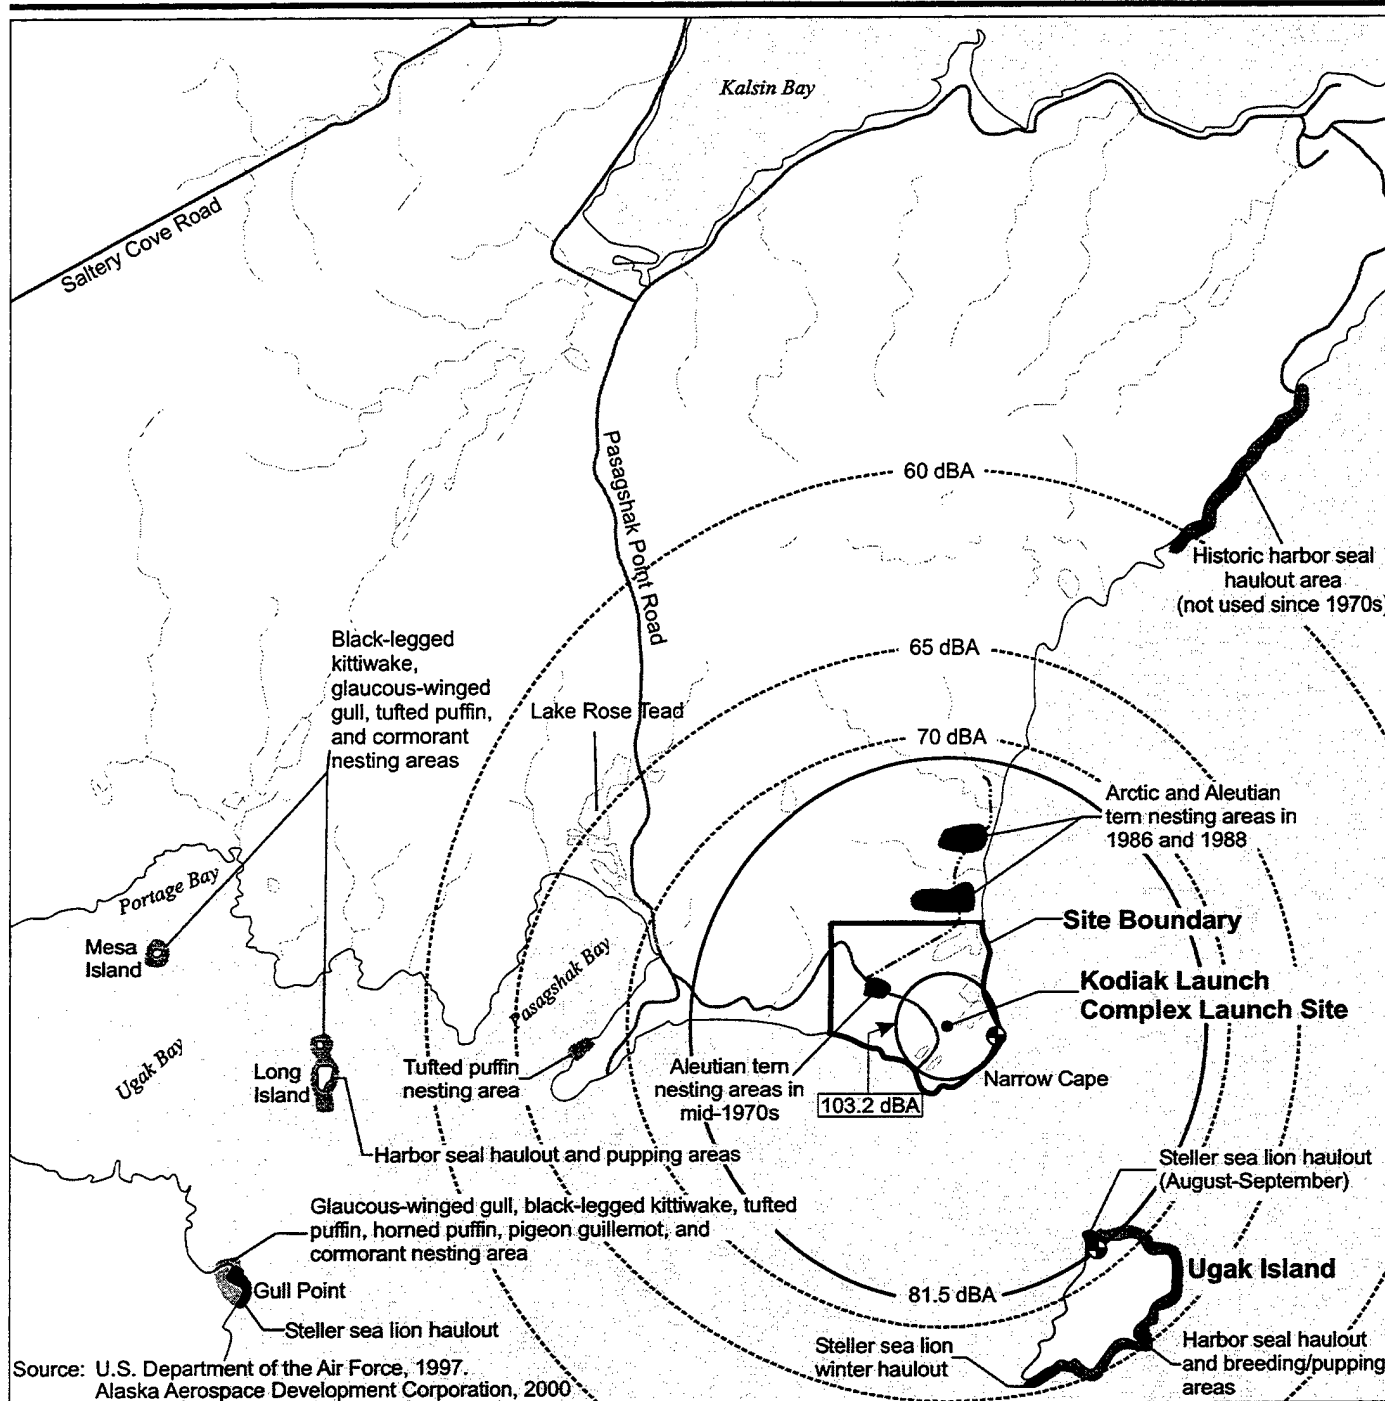 Kalsin Bay
Saltery Cove Road
Pasagshak Point Road
60 dBA
Historic harbor seal
haulout area
(not used since 1970s)
65 dBA
Black-legged
kittiwake,
glaucous-winged
gull, tufted puffin,
and cormorant
nesting areas
Lake Rose Tead
70 dBA
Arctic and Aleutian
tern nesting areas in
1986 and 1988
Portage Bay
Mesa
Island
Site Boundary
Pasagshak Bay
Kodiak Launch
Complex Launch Site
Ugak Bay
Long
Island
Tufted puffin
nesting area
Aleutian tern
nesting areas in
mid-1970s
103.2 dBA
Narrow Cape
Harbor seal haulout and pupping areas
Steller sea lion haulout
(August-September)
Glaucous-winged gull, black-legged kittiwake, tufted
puffin, horned puffin, pigeon guillemot, and
cormorant nesting area
Gull Point
Ugak Island
81.5 dBA
Steller sea lion haulout
Steller sea lion
winter haulout
Harbor seal haulout
and breeding/pupping
areas
Source: U.S. Department of the Air Force, 1997.
Alaska Aerospace Development Corporation, 2000